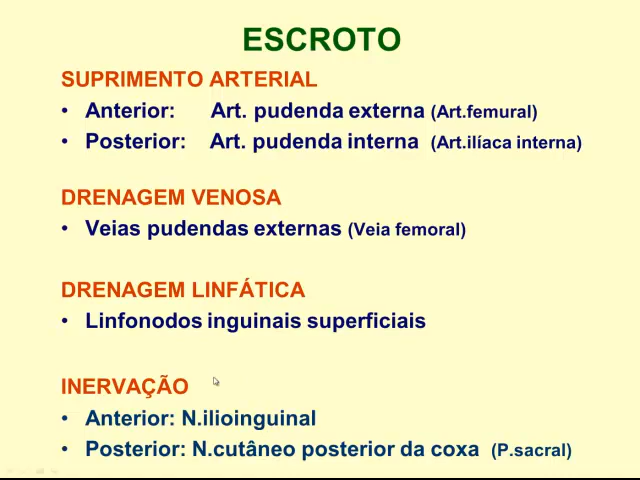 ESCROTO
SUPRIMENTO ARTERIAL
• Anterior: Art. pudenda externa (Art.femural)
• Posterior: Art. pudenda interna (Art.ilíaca interna)
DRENAGEM VENOSA
• Veias pudendas externas (Veia femoral)
DRENAGEM LINFÁTICA
• Linfonodos inguinais superficiais
INERVAÇÃO
• Anterior: N.ilioinguinal
• Posterior: N.cutâneo posterior da coxa (P.sacral)